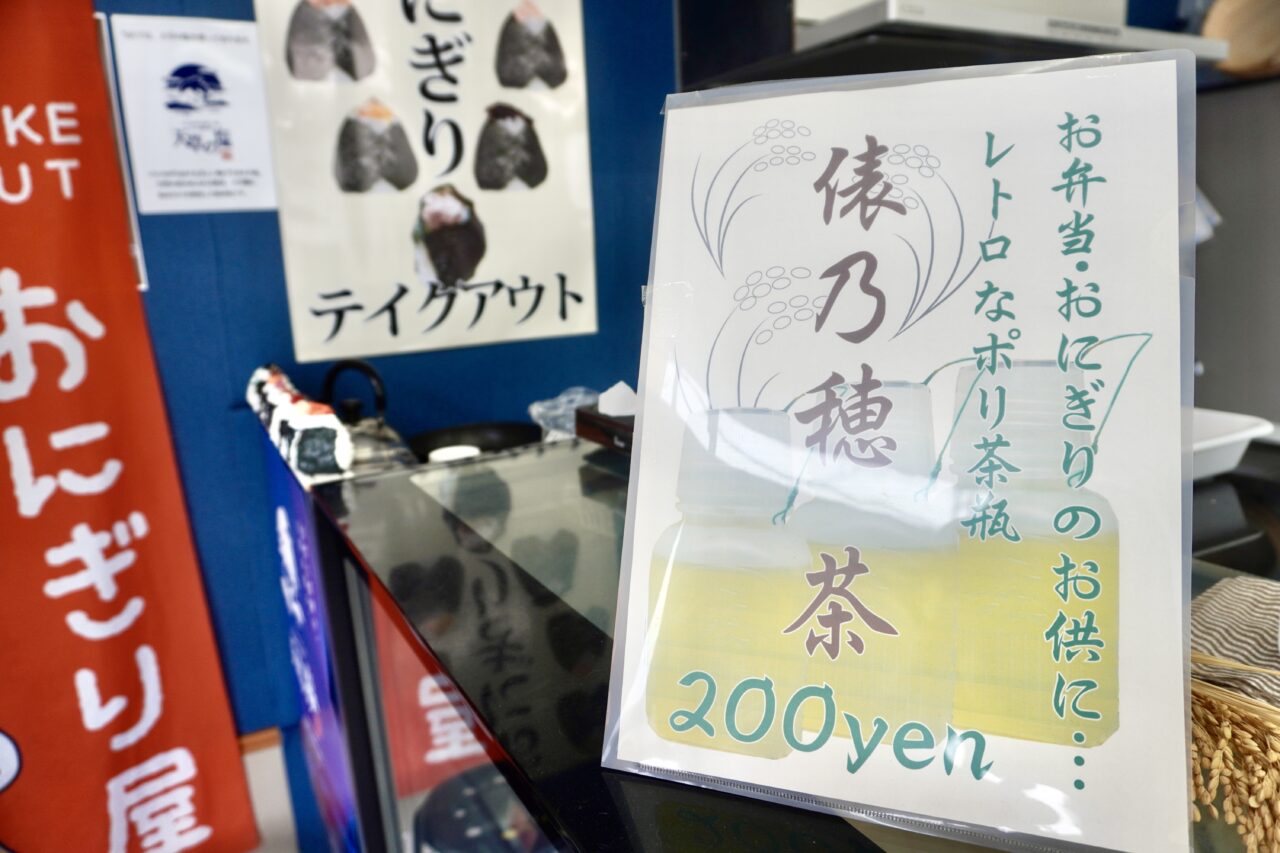 お弁当・おにぎりのお供に…
レトロなポリ茶瓶
俵乃穂茶
200yen
にぎり
テイクアウト
KE
UT
おにぎり屋